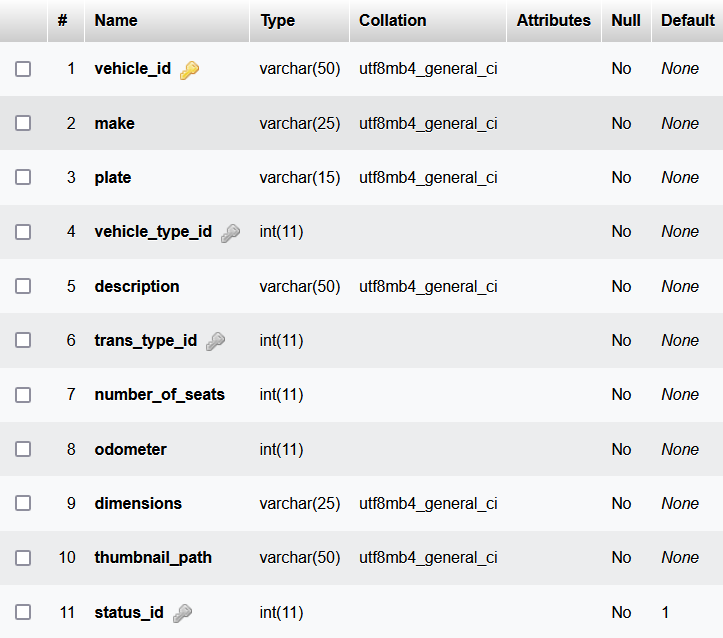 # Name Type Collation Attributes Null Default
1 vehicle_id varchar(50) utf8mb4_general_ci No None
2 make varchar(25) utf8mb4_general_ci No None
3 plate varchar(15) utf8mb4_general_ci No None
4 vehicle_type_id int(11) No None
5 description varchar(50) utf8mb4_general_ci No None
6 trans_type_id int(11) No None
7 number_of_seats int(11) No None
8 odometer int(11) No None
9 dimensions varchar(25) utf8mb4_general_ci No None
10 thumbnail_path varchar(50) utf8mb4_general_ci No None
11 status_id int(11) No 1